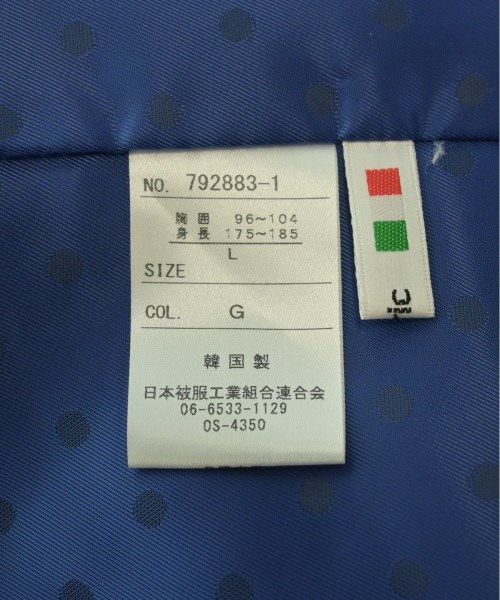 NO. 792883-1
胸囲 96~104
身長 175~185
L
SIZE
COL. G
韓国製
日本被服工業組合連合会
06-6533-1129
OS-4350